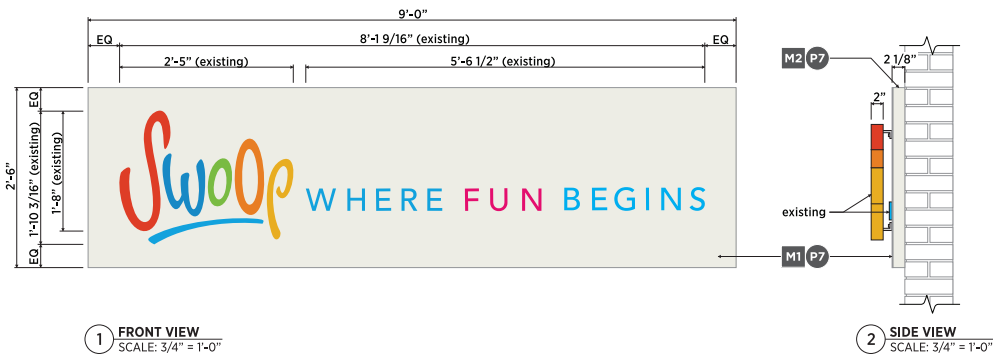 9'-0"
EQ 8'-1 9/16" (existing) EQ
2'-5" (existing) 5'-6 1/2" (existing)
2'-6"
EQ
1'-10 3/16" (existing)
1'-8" (existing)
EQ
Swoop WHERE FUN BEGINS
M2 P7
2 1/8"
2"
existing
M1 P7
1 FRONT VIEW
SCALE: 3/4" = 1'-0"
2 SIDE VIEW
SCALE: 3/4" = 1'-0"